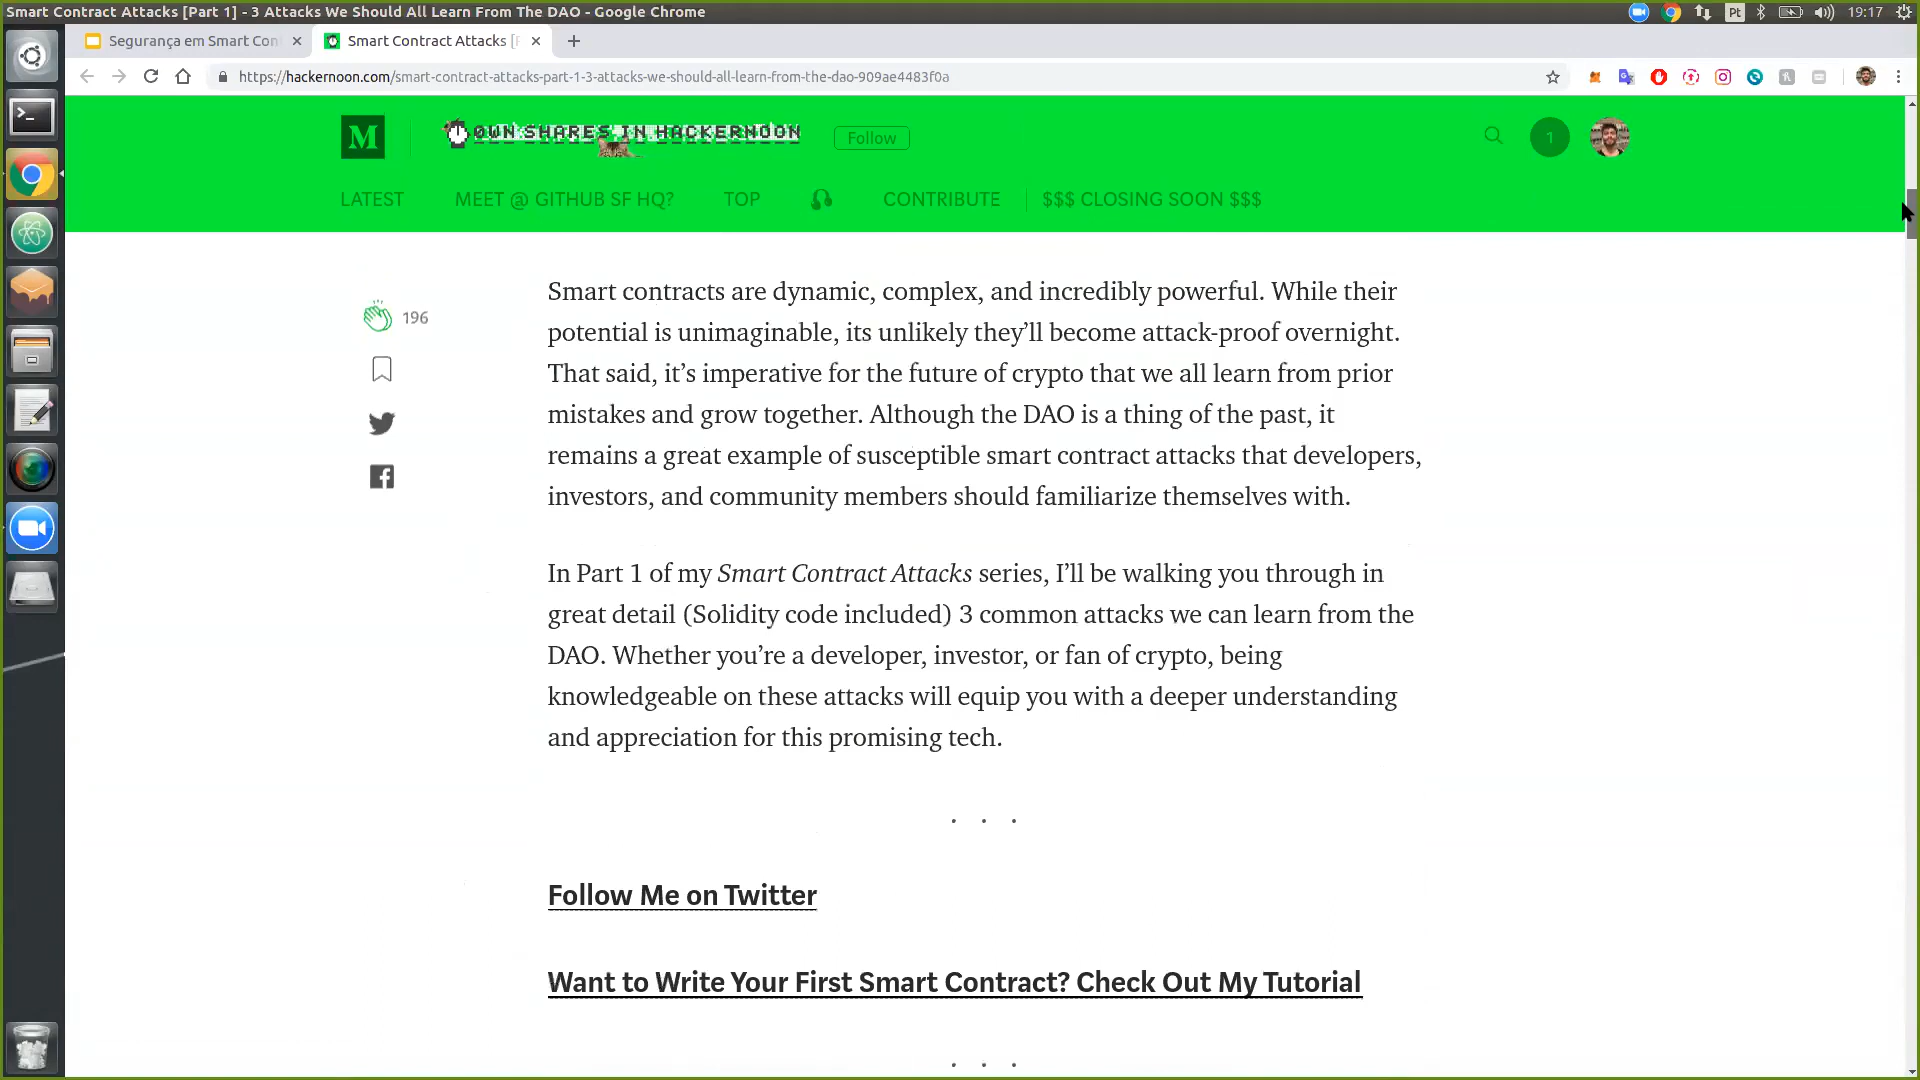 Smart Contract Attacks [Part 1] - 3 Attacks We Should All Learn From The DAO - Google Chrome
Pt
19:17
Segurança em Smart Con
Smart Contract Attacks [P
https://hackernoon.com/smart-contract-attacks-part-1-3-attacks-we-should-all-learn-from-the-dao-909ae4483f0a
M
OWN SHARES IN HACKERNOON
Follow
1
LATEST
MEET @ GITHUB SF HQ?
TOP
CONTRIBUTE
$$$ CLOSING SOON $$$
196
Smart contracts are dynamic, complex, and incredibly powerful. While their
potential is unimaginable, its unlikely they’ll become attack-proof overnight.
That said, it’s imperative for the future of crypto that we all learn from prior
mistakes and grow together. Although the DAO is a thing of the past, it
remains a great example of susceptible smart contract attacks that developers,
investors, and community members should familiarize themselves with.
In Part 1 of my Smart Contract Attacks series, I’ll be walking you through in
great detail (Solidity code included) 3 common attacks we can learn from the
DAO. Whether you’re a developer, investor, or fan of crypto, being
knowledgeable on these attacks will equip you with a deeper understanding
and appreciation for this promising tech.
. . .
Follow Me on Twitter
Want to Write Your First Smart Contract? Check Out My Tutorial
. . .